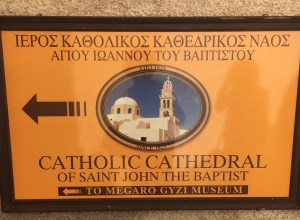 ΙΕΡΟΣ ΚΑΘΟΛΙΚΟΣ ΚΑΘΕΔΡΙΚΟΣ ΝΑΟΣ
ΑΓΙΟΥ ΙΩΑΝΝΟΥ ΤΟΥ ΒΑΠΤΙΣΤΟΥ
CATHOLIC CATHEDRAL
OF SAINT JOHN THE BAPTIST
TO MEGARO GYZI MUSEUM